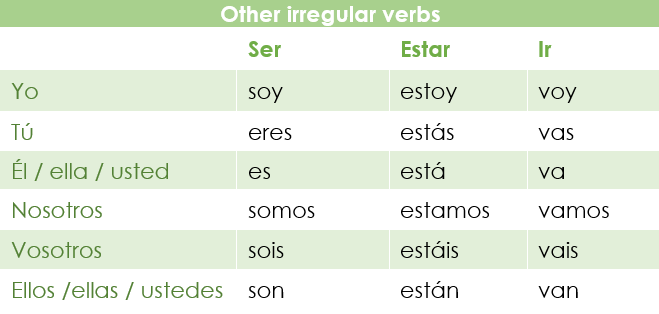 Other irregular verbs
Ser Estar Ir
Yo soy estoy voy
Tú eres estás vas
Él / ella / usted es está va
Nosotros somos estamos vamos
Vosotros sois estáis vais
Ellos /ellas / ustedes son están van